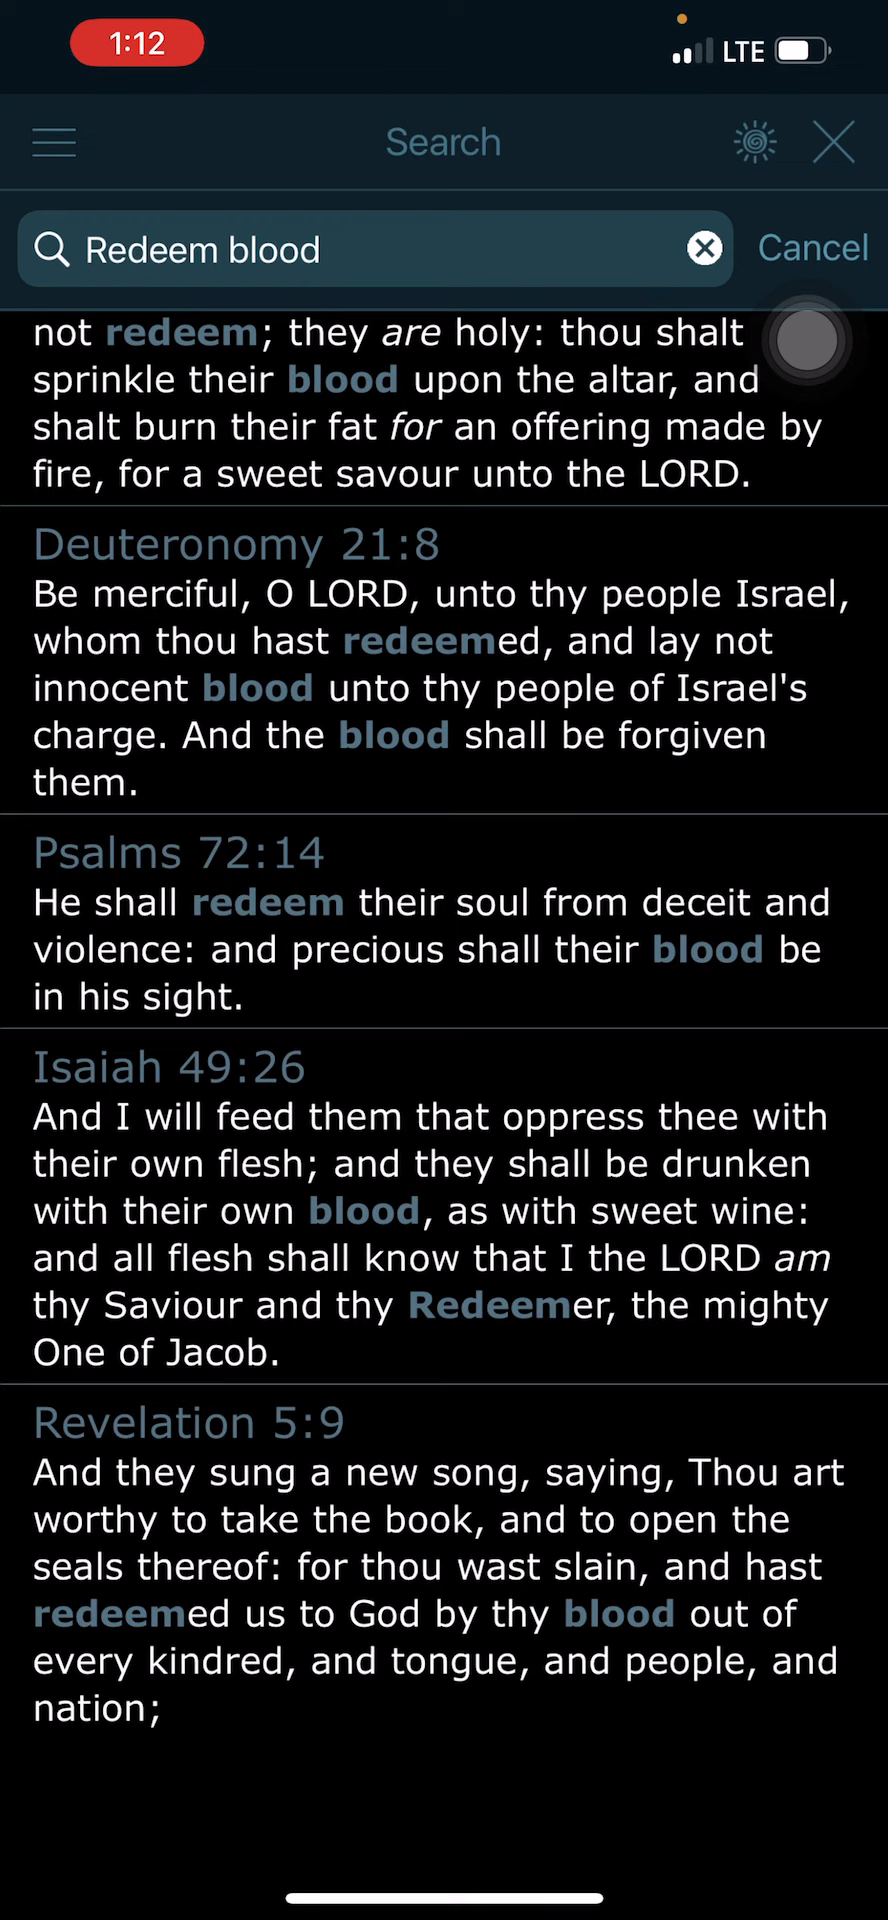 1:12
LTE
Search
Redeem blood
Cancel
not redeem; they are holy: thou shalt
sprinkle their blood upon the altar, and
shalt burn their fat for an offering made by
fire, for a sweet savour unto the LORD.
Deuteronomy 21:8
Be merciful, O LORD, unto thy people Israel,
whom thou hast redeemed, and lay not
innocent blood unto thy people of Israel's
charge. And the blood shall be forgiven
them.
Psalms 72:14
He shall redeem their soul from deceit and
violence: and precious shall their blood be
in his sight.
Isaiah 49:26
And I will feed them that oppress thee with
their own flesh; and they shall be drunken
with their own blood, as with sweet wine:
and all flesh shall know that I the LORD am
thy Saviour and thy Redeemer, the mighty
One of Jacob.
Revelation 5:9
And they sung a new song, saying, Thou art
worthy to take the book, and to open the
seals thereof: for thou wast slain, and hast
redeemed us to God by thy blood out of
every kindred, and tongue, and people, and
nation;